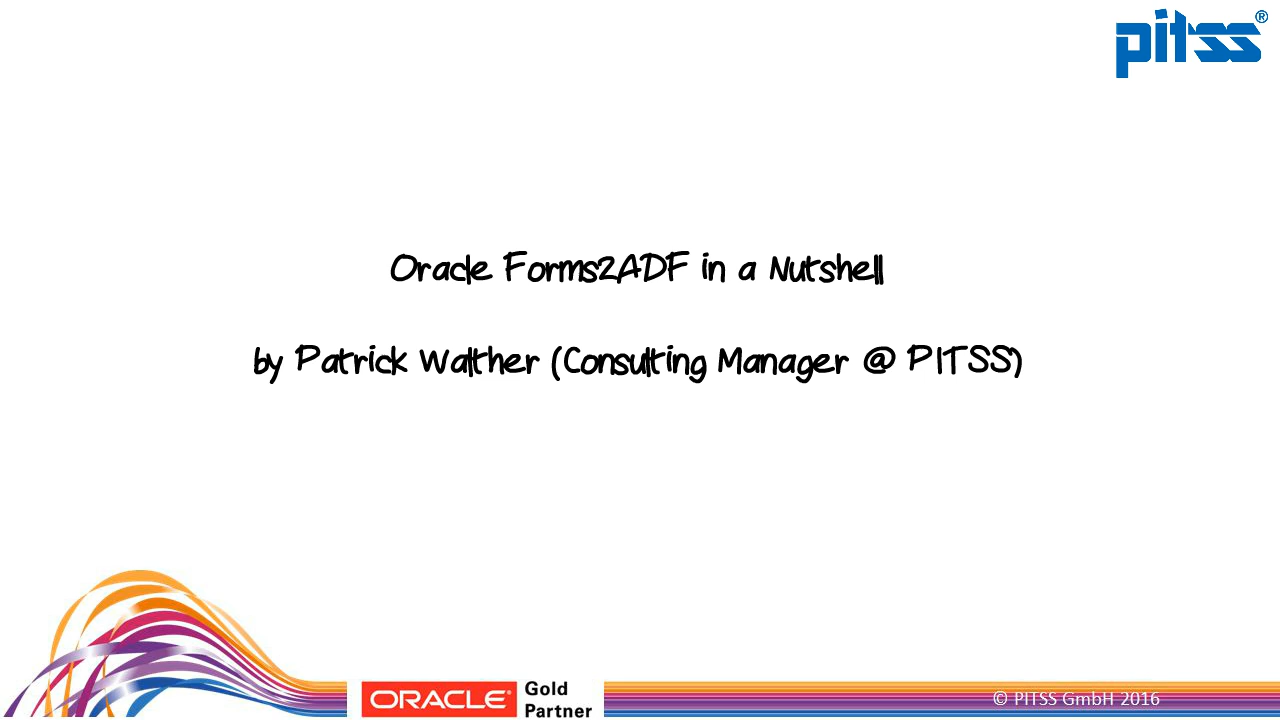 pitss®
Oracle Forms2ADF in a Nutshell
by Patrick Walther (Consulting Manager @ PITSS)
ORACLE® Gold
Partner
© PITSS GmbH 2016